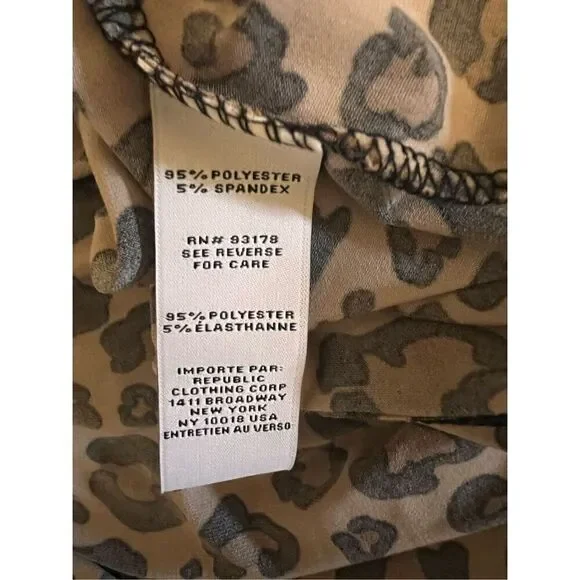 95% POLYESTER
5% SPANDEX
RN# 93178
SEE REVERSE
FOR CARE
95% POLYESTER
5% ÉLASTHANNE
IMPORTE PAR:
REPUBLIC
CLOTHING CORP
1411 BROADWAY
NEW YORK
NY 10018 USA
ENTRETIEN AU VERSO